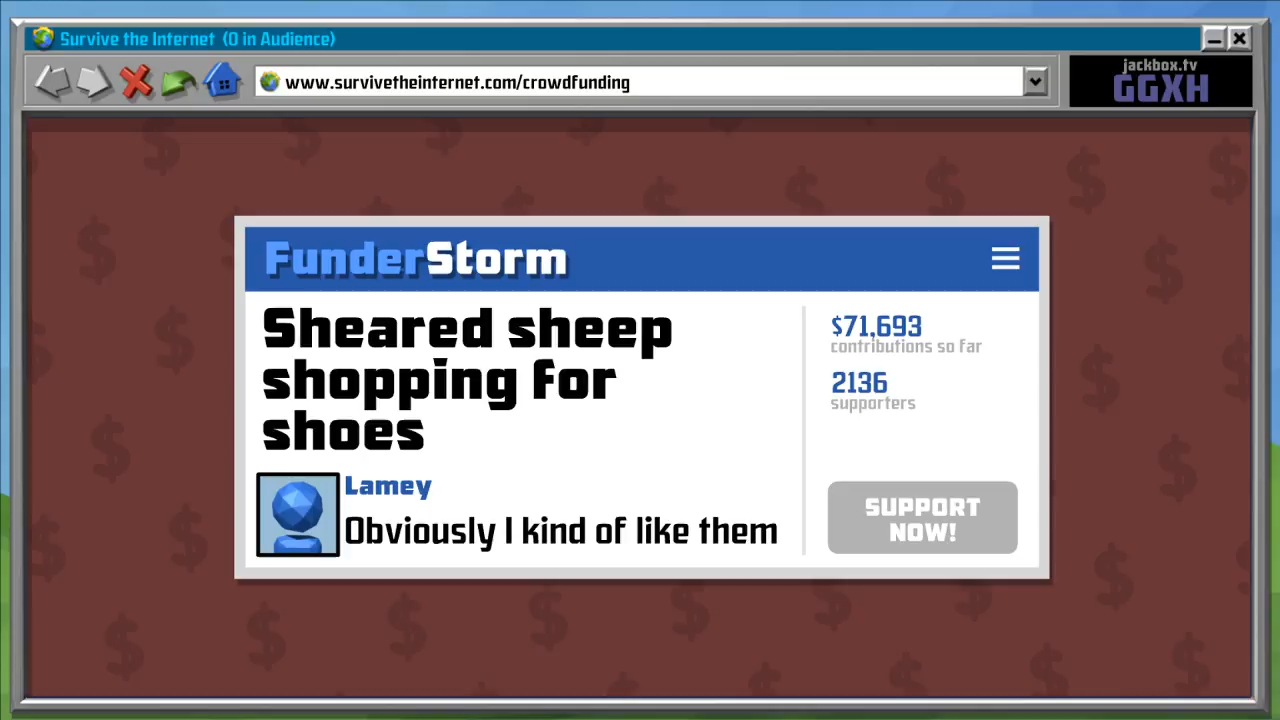 Survive the Internet (0 in Audience)
www.survivetheinternet.com/crowdfunding
jackbox.tv
GGXH
FunderStorm
Sheared sheep
shopping for
shoes
$71,693
contributions so far
2136
supporters
Lamey
Obviously I kind of like them
SUPPORT
NOW!